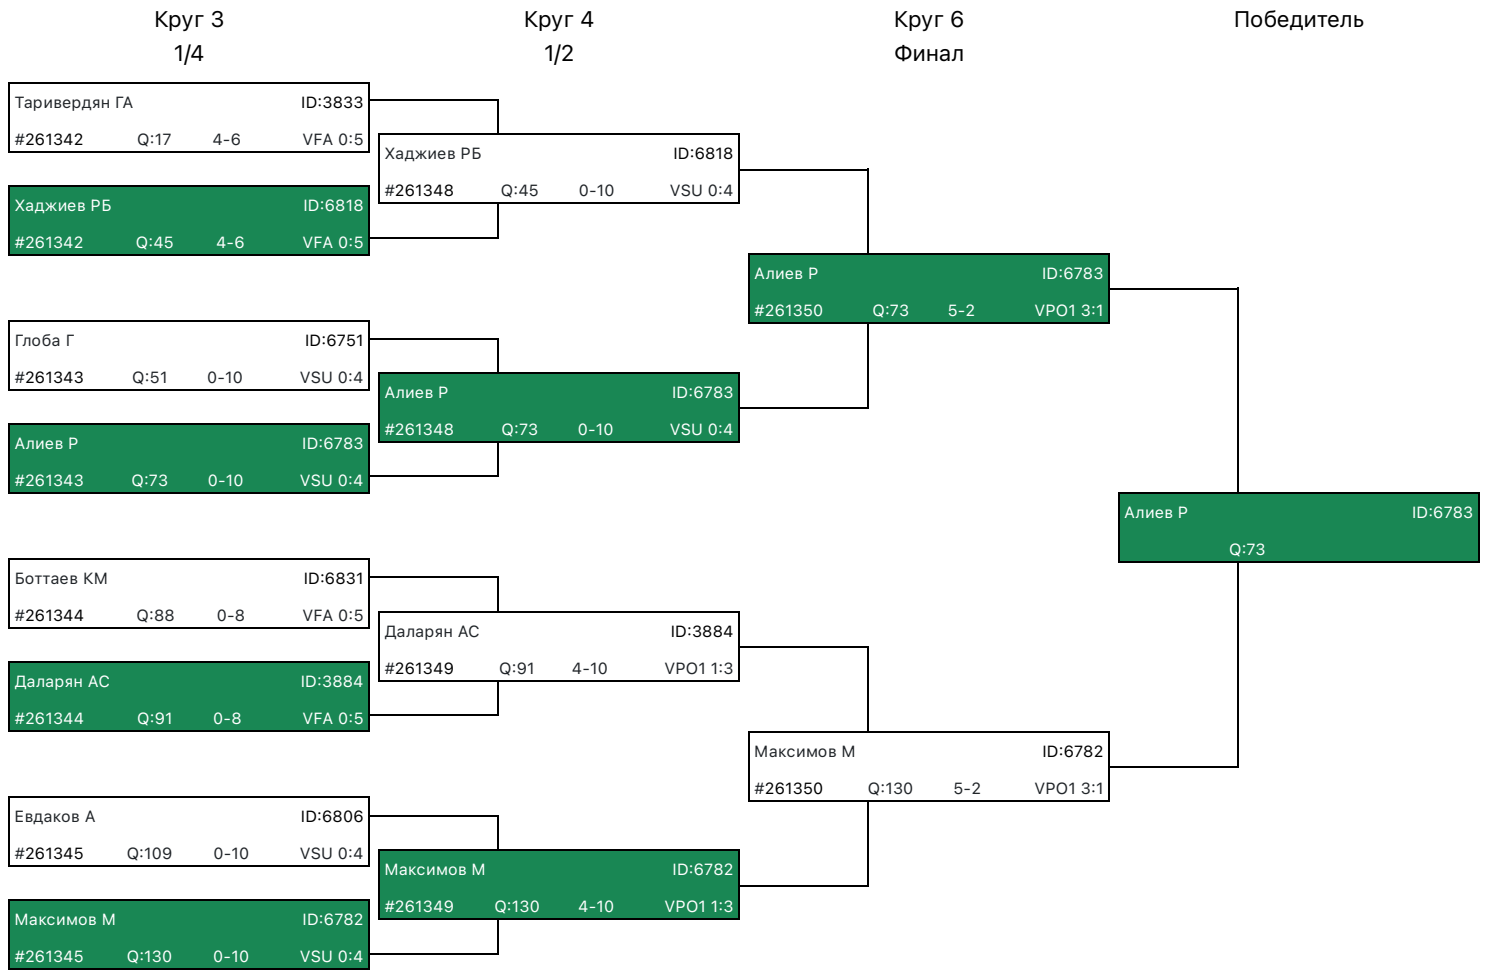 Круг 3
1/4
Круг 4
1/2
Круг 6
Финал
Победитель
Таривердян ГА ID:3833
#261342 Q:17 4-6 VFA 0:5
Хаджиев РБ ID:6818
#261342 Q:45 4-6 VFA 0:5
Глоба Г ID:6751
#261343 Q:51 0-10 VSU 0:4
Алиев Р ID:6783
#261343 Q:73 0-10 VSU 0:4
Боттаев КМ ID:6831
#261344 Q:88 0-8 VFA 0:5
Даларян АС ID:3884
#261344 Q:91 0-8 VFA 0:5
Евдаков А ID:6806
#261345 Q:109 0-10 VSU 0:4
Максимов М ID:6782
#261345 Q:130 0-10 VSU 0:4
Хаджиев РБ ID:6818
#261348 Q:45 0-10 VSU 0:4
Алиев Р ID:6783
#261348 Q:73 0-10 VSU 0:4
Даларян АС ID:3884
#261349 Q:91 4-10 VPO1 1:3
Максимов М ID:6782
#261349 Q:130 4-10 VPO1 1:3
Алиев Р ID:6783
#261350 Q:73 5-2 VPO1 3:1
Максимов М ID:6782
#261350 Q:130 5-2 VPO1 3:1
Алиев Р ID:6783
Q:73